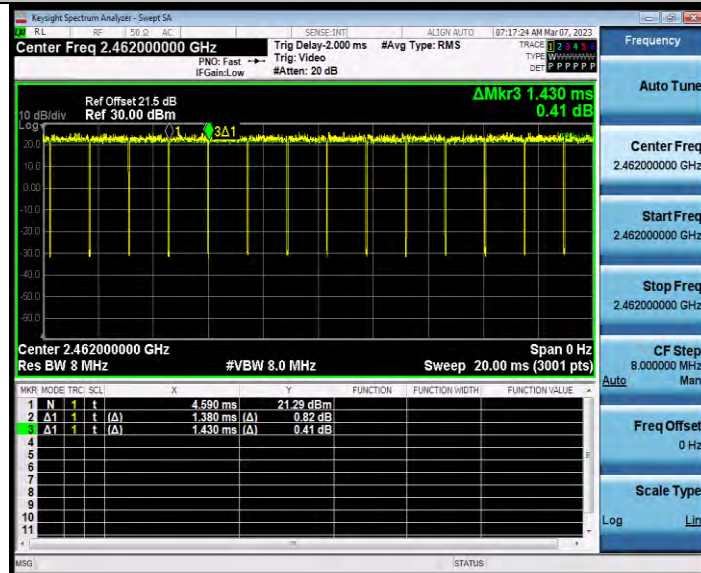 Keysight Spectrum Analyzer - Swept SA
LXI RL RF 50 Ω AC SENSE:INT ALIGN AUTO 07:17:24 AM Mar 07, 2023
Center Freq 2.462000000 GHz
PNO: Fast
IFGain:Low
Trig Delay-2.000 ms
Trig: Video
#Atten: 20 dB
#Avg Type: RMS
TRACE 1 2 3 4 5 6
TYPE WWWWWW
DET P P P P P P
ΔMkr3 1.430 ms
0.41 dB
Ref Offset 21.5 dB
10 dB/div Ref 30.00 dBm
Log
1 3Δ1
20.0
10.0
0.00
-10.0
-20.0
-30.0
-40.0
-50.0
-60.0
Center 2.462000000 GHz Span 0 Hz
Res BW 8 MHz #VBW 8.0 MHz Sweep 20.00 ms (3001 pts)
MKR MODE TRC SCL X Y FUNCTION FUNCTION WIDTH FUNCTION VALUE
1 N 1 t 4.590 ms 21.29 dBm
2 Δ1 1 t (Δ) 1.380 ms (Δ) 0.82 dB
3 Δ1 1 t (Δ) 1.430 ms (Δ) 0.41 dB
4
5
6
7
8
9
10
11
MSG STATUS
Frequency
Auto Tune
Center Freq
2.462000000 GHz
Start Freq
2.462000000 GHz
Stop Freq
2.462000000 GHz
CF Step
8.000000 MHz
Auto Man
Freq Offset
0 Hz
Scale Type
Log Lin